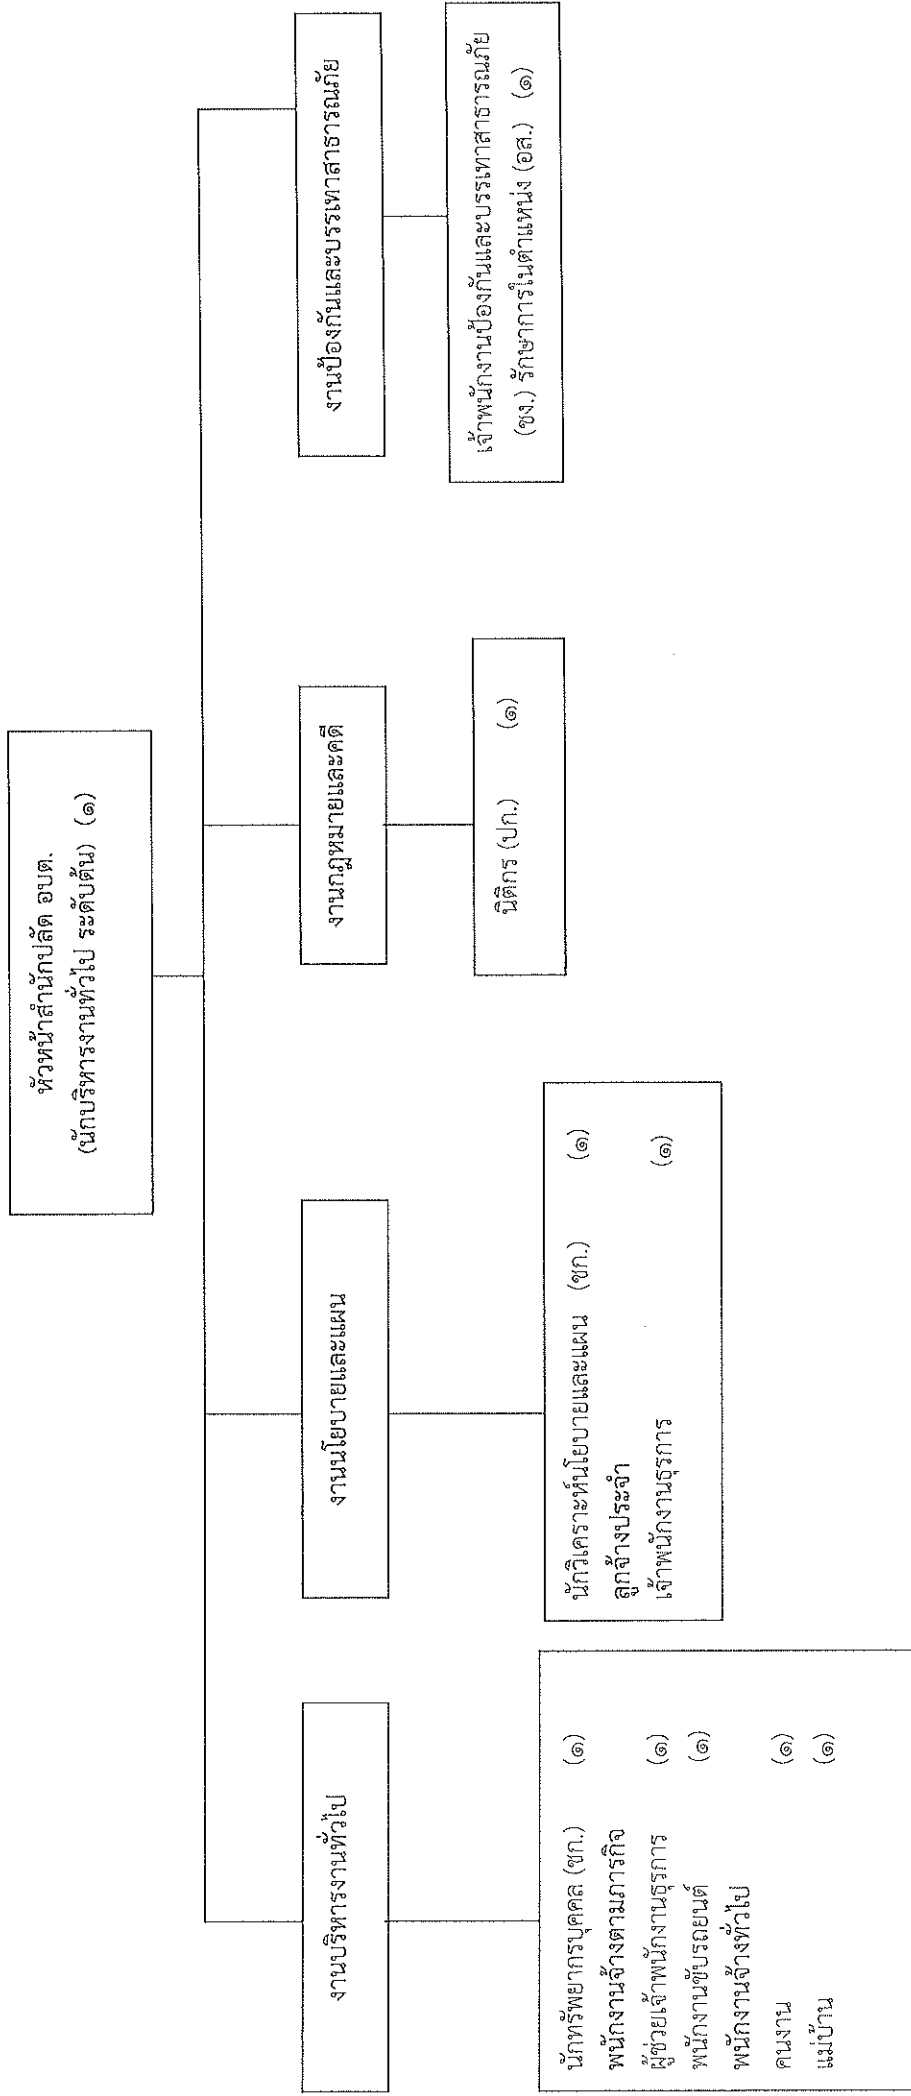 หัวหน้าสำนักปลัด อบต.
(นักบริหารงานทั่วไป ระดับต้น) (๑)
งานบริหารงานทั่วไป
งานนโยบายและแผน
งานกฎหมายและคดี
งานป้องกันและบรรเทาสาธารณภัย
นักทรัพยากรบุคคล (ชก.) (๑)
พนักงานจ้างตามภารกิจ
ผู้ช่วยเจ้าพนักงานธุรการ (๑)
พนักงานขับรถยนต์ (๑)
พนักงานจ้างทั่วไป
คนงาน (๑)
แม่บ้าน (๑)
นักวิเคราะห์นโยบายและแผน (ชก.) (๑)
ลูกจ้างประจำ
เจ้าพนักงานธุรการ (๑)
นิติกร (ปก.) (๑)
เจ้าพนักงานป้องกันและบรรเทาสาธารณภัย
(ชง.) รักษาการในตำแหน่ง (อส.) (๑)